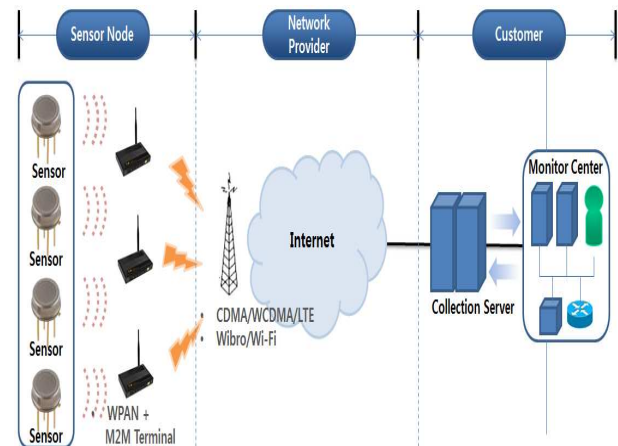 Sensor Node
Network
Provider
Customer
Sensor
Sensor
Sensor
Sensor
• WPAN +
M2M Terminal
Internet
• CDMA/WCDMA/LTE
• Wibro/Wi-Fi
Collection Server
Monitor Center